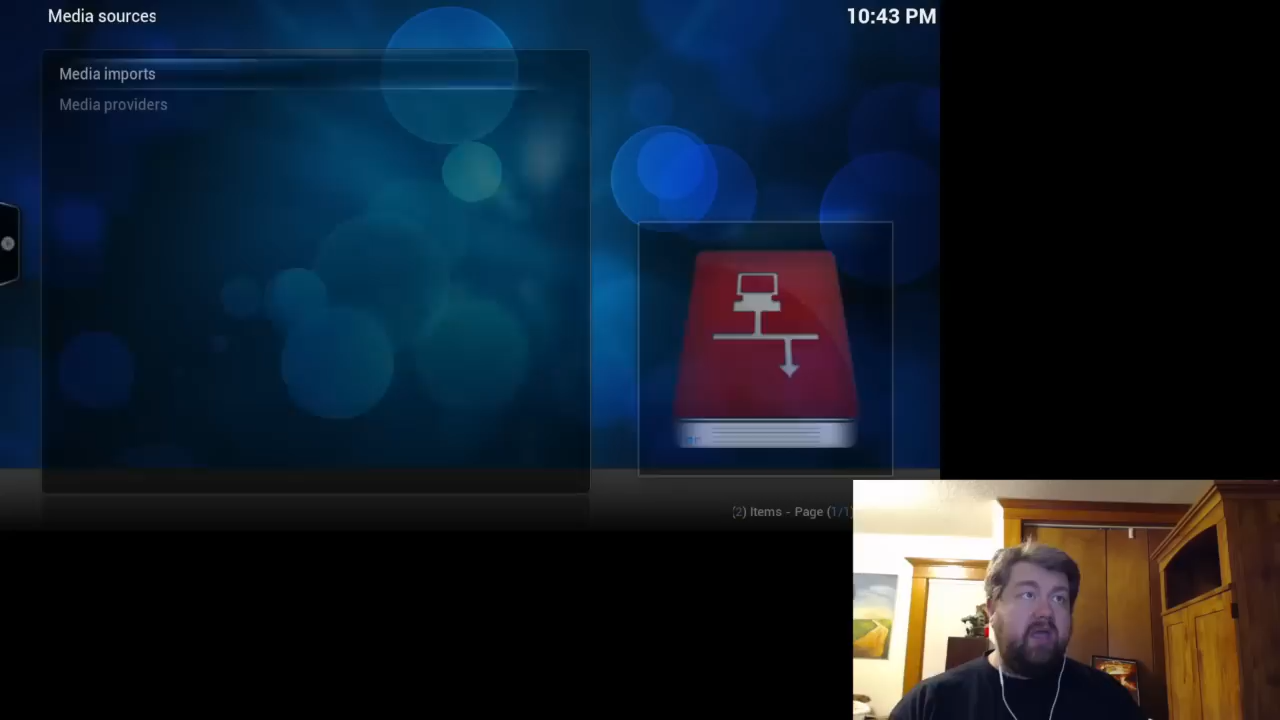 Media sources
10:43 PM
Media imports
Media providers
(2) Items - Page (1/1)